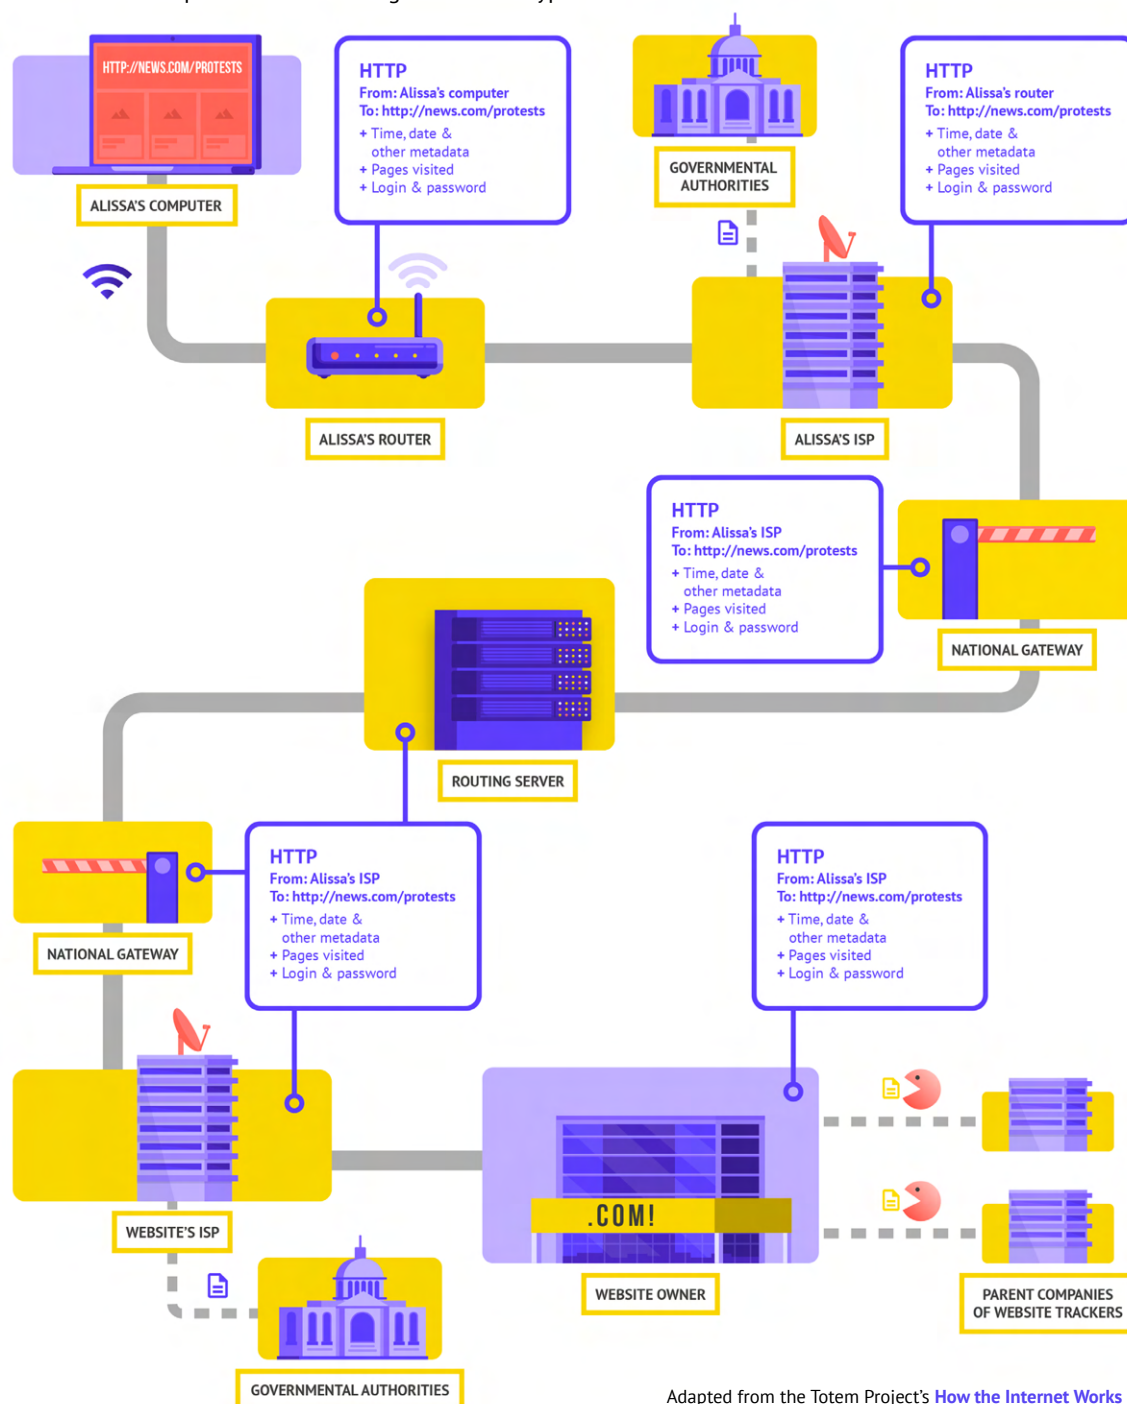 HTTP://NEWS.COM/PROTESTS
ALISSA'S COMPUTER
HTTP
From: Alissa's computer
To: http://news.com/protests
+ Time, date &
other metadata
+ Pages visited
+ Login & password
GOVERNMENTAL
AUTHORITIES
HTTP
From: Alissa's router
To: http://news.com/protests
+ Time, date &
other metadata
+ Pages visited
+ Login & password
ALISSA'S ROUTER
ALISSA'S ISP
HTTP
From: Alissa's ISP
To: http://news.com/protests
+ Time, date &
other metadata
+ Pages visited
+ Login & password
NATIONAL GATEWAY
ROUTING SERVER
NATIONAL GATEWAY
HTTP
From: Alissa's ISP
To: http://news.com/protests
+ Time, date &
other metadata
+ Pages visited
+ Login & password
HTTP
From: Alissa's ISP
To: http://news.com/protests
+ Time, date &
other metadata
+ Pages visited
+ Login & password
WEBSITE'S ISP
.COM!
WEBSITE OWNER
PARENT COMPANIES
OF WEBSITE TRACKERS
GOVERNMENTAL AUTHORITIES
Adapted from the Totem Project's How the Internet Works